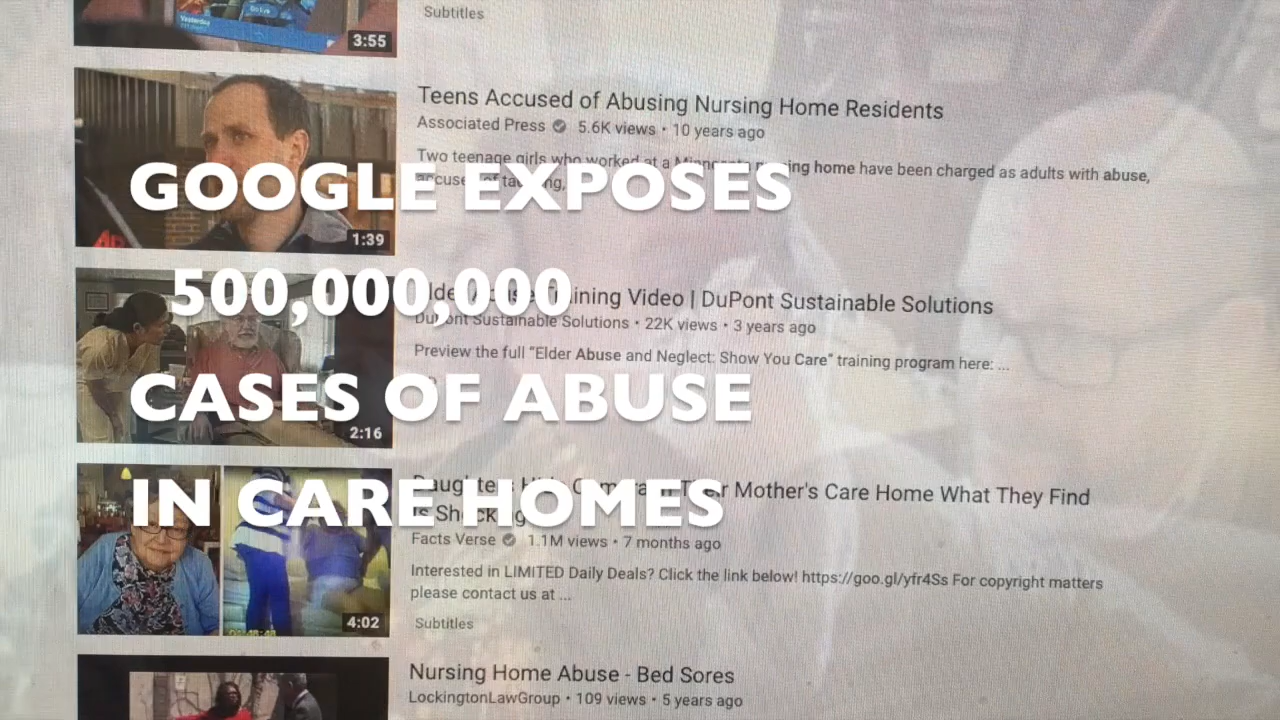 Subtitles
3:55
Teens Accused of Abusing Nursing Home Residents
Associated Press 5.6K views • 10 years ago
Two teenage girls who worked at a nursing home have been charged as adults with abuse,
1:39
GOOGLE EXPOSES
500,000,000
CASES OF ABUSE
IN CARE HOMES
Training Video | DuPont Sustainable Solutions
DuPont Sustainable Solutions • 22K views • 3 years ago
Preview the full "Elder Abuse and Neglect: Show You Care" training program here: ...
2:16
Mother's Care Home What They Find
Is Shocking
Facts Verse 1.1M views • 7 months ago
Interested in LIMITED Daily Deals? Click the link below! https://goo.gl/yfr4Ss For copyright matters
please contact us at ...
4:02
Subtitles
Nursing Home Abuse - Bed Sores
LockingtonLawGroup • 109 views • 5 years ago